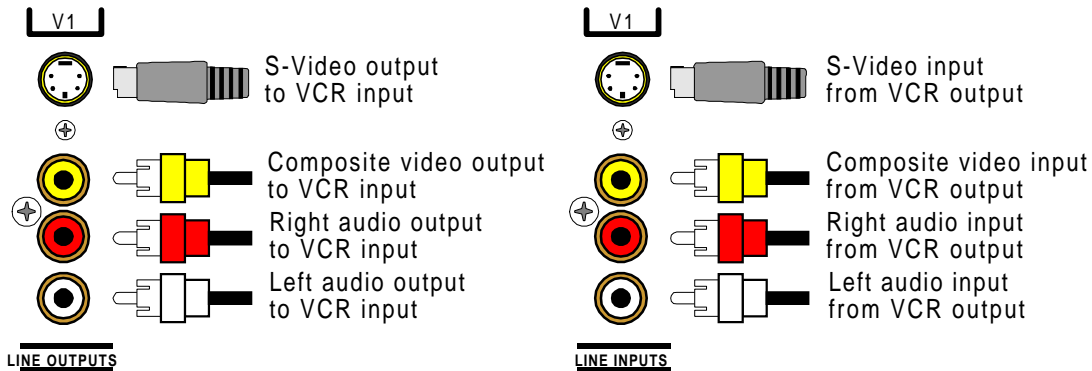 V1
S-Video output
to VCR input
Composite video output
to VCR input
Right audio output
to VCR input
Left audio output
to VCR input
LINE OUTPUTS
V1
S-Video input
from VCR output
Composite video input
from VCR output
Right audio input
from VCR output
Left audio input
from VCR output
LINE INPUTS